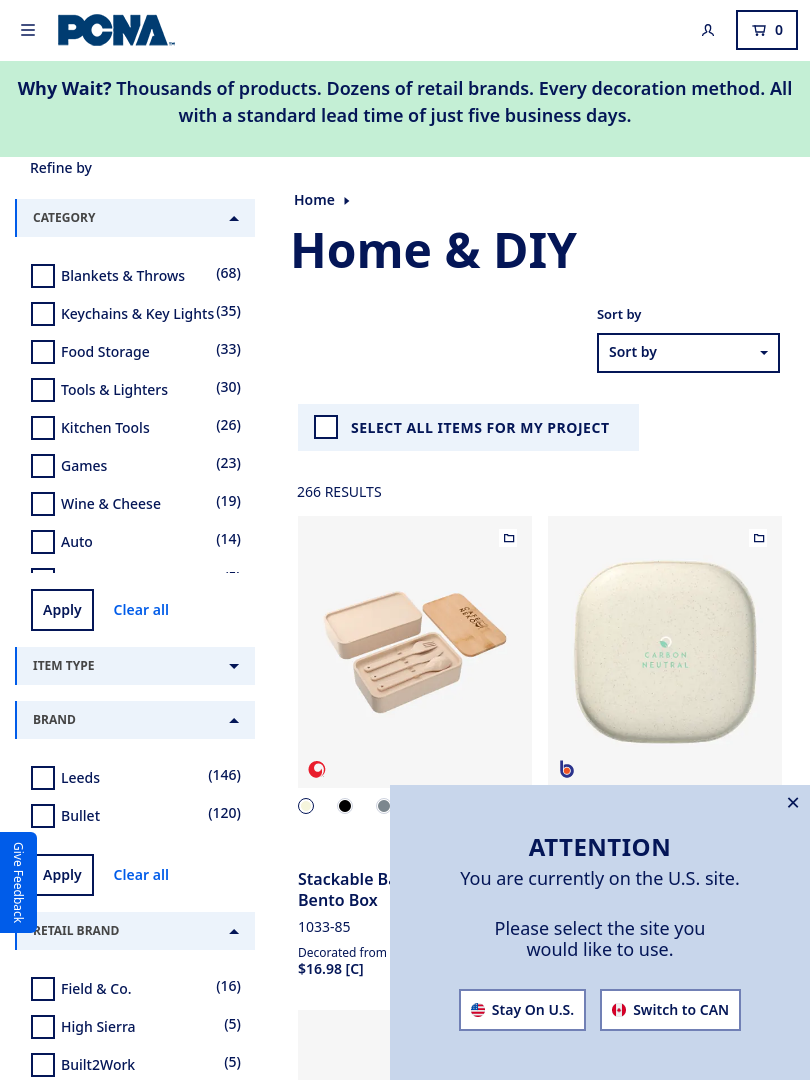 PCNA
0
Why Wait? Thousands of products. Dozens of retail brands. Every decoration method. All
with a standard lead time of just five business days.
Refine by
CATEGORY
Blankets & Throws (68)
Keychains & Key Lights (35)
Food Storage (33)
Tools & Lighters (30)
Kitchen Tools (26)
Games (23)
Wine & Cheese (19)
Auto (14)
Apply Clear all
ITEM TYPE
BRAND
Leeds (146)
Bullet (120)
Apply Clear all
Give Feedback
RETAIL BRAND
Field & Co. (16)
High Sierra (5)
Built2Work (5)
Home
Home & DIY
Sort by
Sort by
SELECT ALL ITEMS FOR MY PROJECT
266 RESULTS
CARBON
NEUTRAL
Stackable
Bento Box
1033-85
Decorated from
$16.98 [C]
ATTENTION
You are currently on the U.S. site.
Please select the site you
would like to use.
Stay On U.S.
Switch to CAN